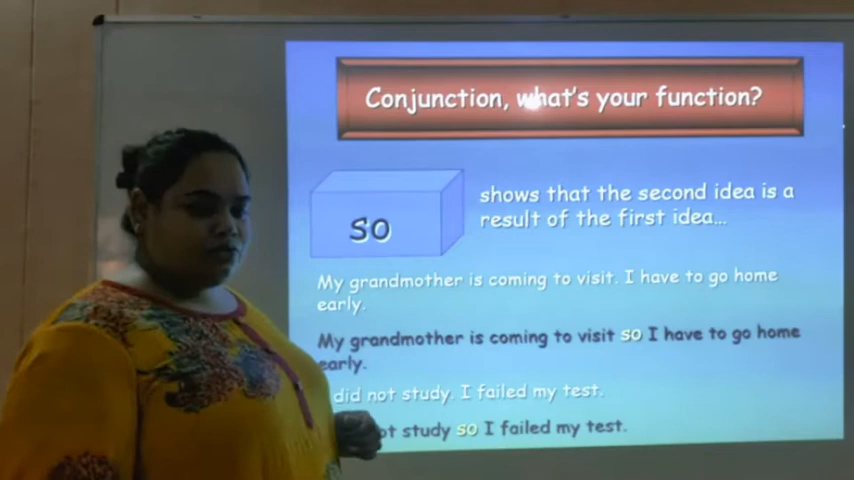 Conjunction, what's your function?
so
shows that the second idea is a
result of the first idea...
My grandmother is coming to visit. I have to go home
early.
My grandmother is coming to visit so I have to go home
early.
did not study. I failed my test.
study so I failed my test.